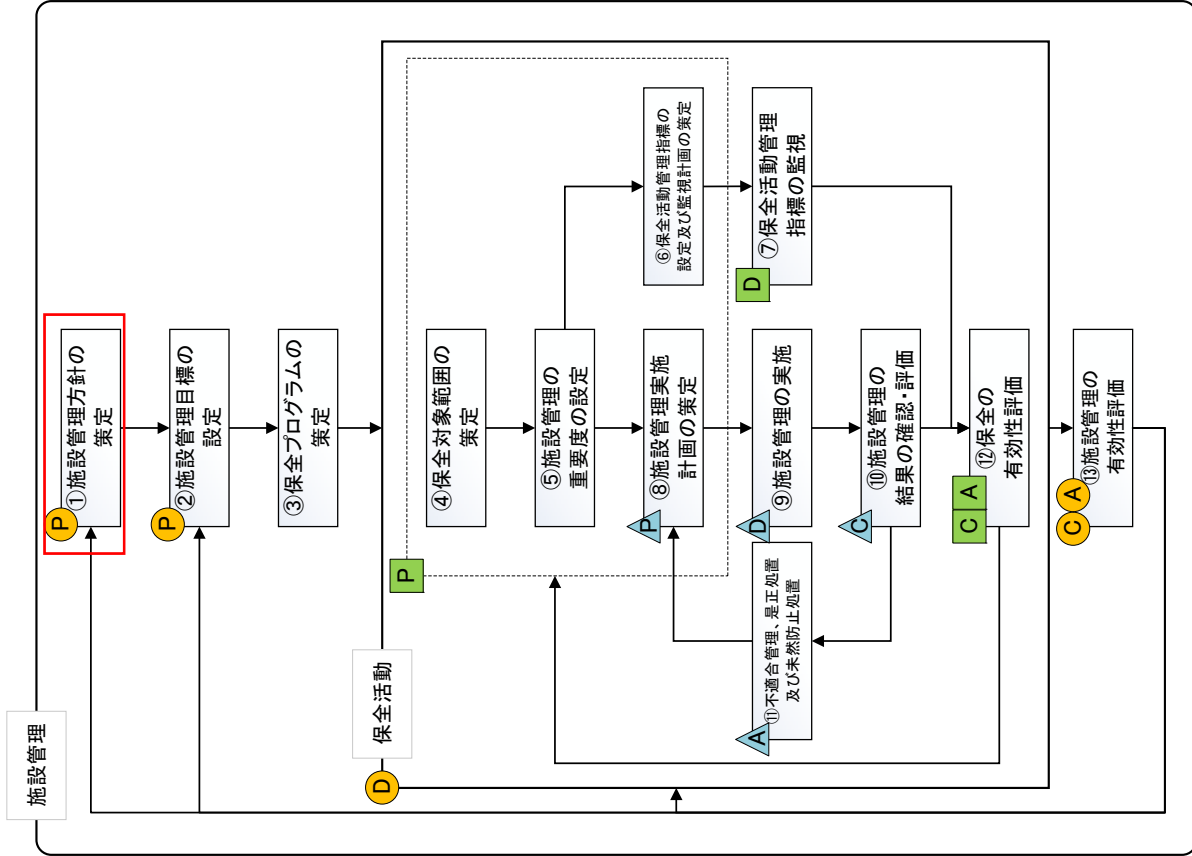 施設管理
P
①施設管理方針の
策定
P
②施設管理目標の
設定
③保全プログラムの
策定
D
保全活動
P
④保全対象範囲の
策定
⑤施設管理の
重要度の設定
⑥保全活動管理指標の
設定及び監視計画の策定
D
⑦保全活動管理
指標の監視
P
⑧施設管理実施
計画の策定
D
⑨施設管理の実施
C
⑩施設管理の
結果の確認・評価
A
⑪不適合管理、是正処置
及び未然防止処置
C A
⑫保全の
有効性評価
C A
⑬施設管理の
有効性評価